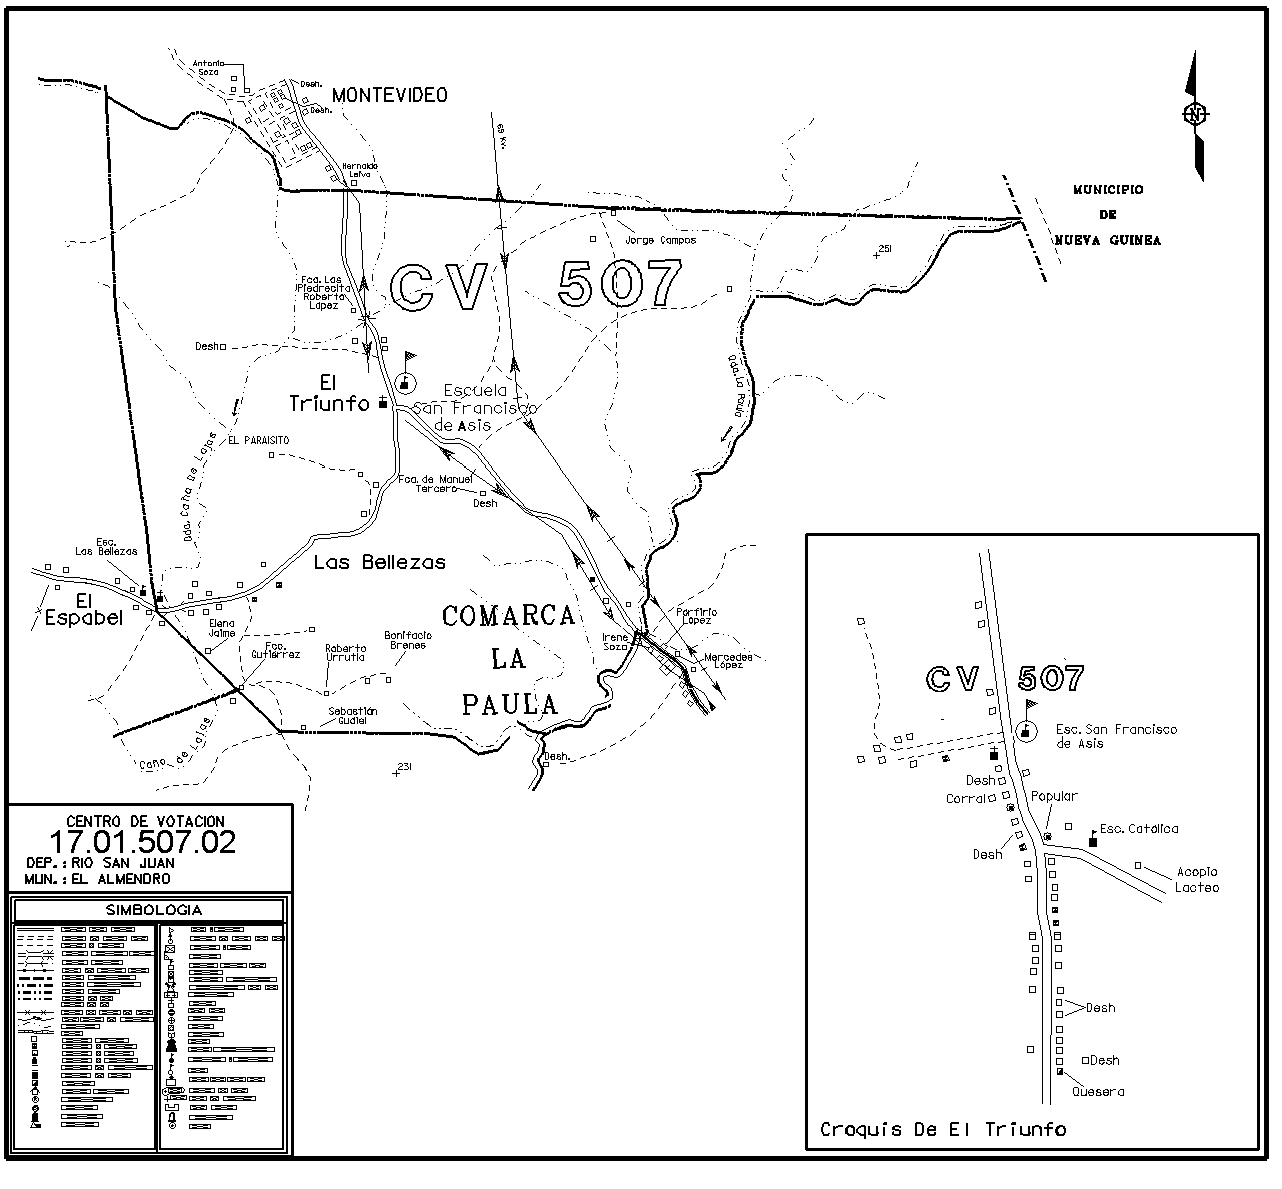 Antonio
Soza
Desh.
MONTEVIDEO
Desh.
69 Kv.
Hernaldo
Leiva
N
MUNICIPIO
DE
NUEVA GUINEA
Jorge Campos
251
CV 507
Fca. Las
Piedrecita
Roberto
Lopez
Desh
El
Triunfo
Escuela
San Francisco
de Asis
Qda. La Paula
EL PARAISITO
Qda. Caña De Lajas
Fca. de Manuel
Tercero
Desh
Esc.
Las Bellezas
Las Bellezas
El
Espabel
COMARCA
LA
PAULA
Elena
Jaime
Fco.
Gutierrez
Roberto
Urrutia
Bonifacio
Brenes
Irene
Soza
Porfirio
Lopez
Mercedes
López
Sebastián
Gudiel
Caño de Lajas
Desh.
231
CENTRO DE VOTACION
17.01.507.02
DEP.: RIO SAN JUAN
MUN.: EL ALMENDRO
SIMBOLOGIA
CV 507
Esc. San Francisco
de Asis
Desh
Corral
Popular
Esc. Católica
Desh
Acopio
Lacteo
Desh
Desh
Quesera
Croquis De El Triunfo